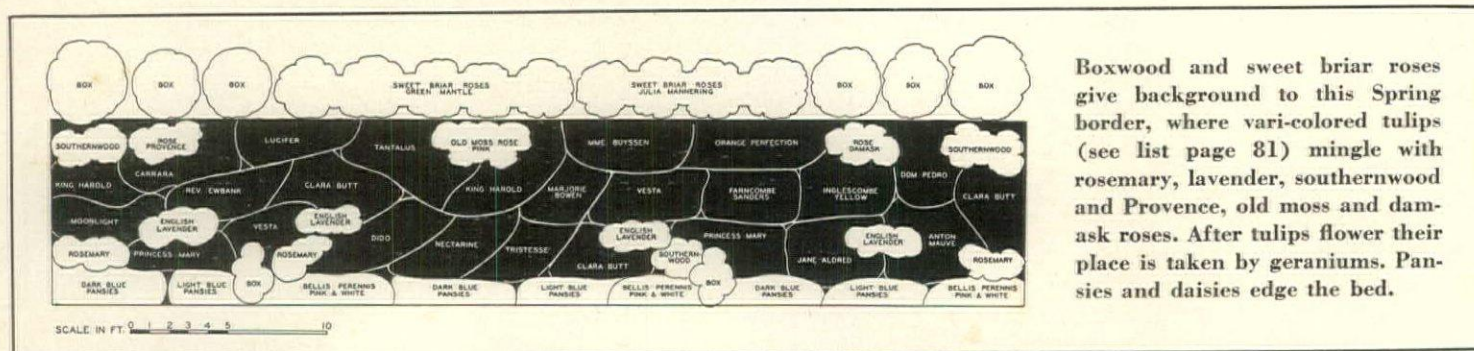 BOX
BOX
BOX
SWEET BRIAR ROSES
GREEN MANTLE
SWEET BRIAR ROSES
JULIA MANNERING
BOX
BOX
BOX
SOUTHERNWOOD
ROSE
PROVENCE
LUCIFER
TANTALUS
OLD MOSS ROSE
PINK
MME BUYSSEN
ORANGE PERFECTION
ROSE
DAMASK
SOUTHERNWOOD
CARRARA
DOM PEDRO
KING HAROLD
REV. EWBANK
CLARA BUTT
KING HAROLD
MARJORIE
BOWEN
VESTA
FARNCOMBE
SANDERS
INGLESCOMBE
YELLOW
CLARA BUTT
MOONLIGHT
ENGLISH
LAVENDER
VESTA
ENGLISH
LAVENDER
DIDO
NECTARINE
TRISTESSE
ENGLISH
LAVENDER
PRINCESS MARY
ENGLISH
LAVENDER
ANTON
MAUVE
ROSEMARY
PRINCESS MARY
BOX
ROSEMARY
CLARA BUTT
SOUTHERN-
WOOD
BOX
JANE ALDRED
ROSEMARY
DARK BLUE
PANSIES
LIGHT BLUE
PANSIES
BELLIS PERENNIS
PINK & WHITE
DARK BLUE
PANSIES
LIGHT BLUE
PANSIES
BELLIS PERENNIS
PINK & WHITE
DARK BLUE
PANSIES
LIGHT BLUE
PANSIES
BELLIS PERENNIS
PINK & WHITE
SCALE IN FT. 0 1 2 3 4 5 10
Boxwood and sweet briar roses
give background to this Spring
border, where vari-colored tulips
(see list page 81) mingle with
rosemary, lavender, southernwood
and Provence, old moss and dam-
ask roses. After tulips flower their
place is taken by geraniums. Pan-
sies and daisies edge the bed.